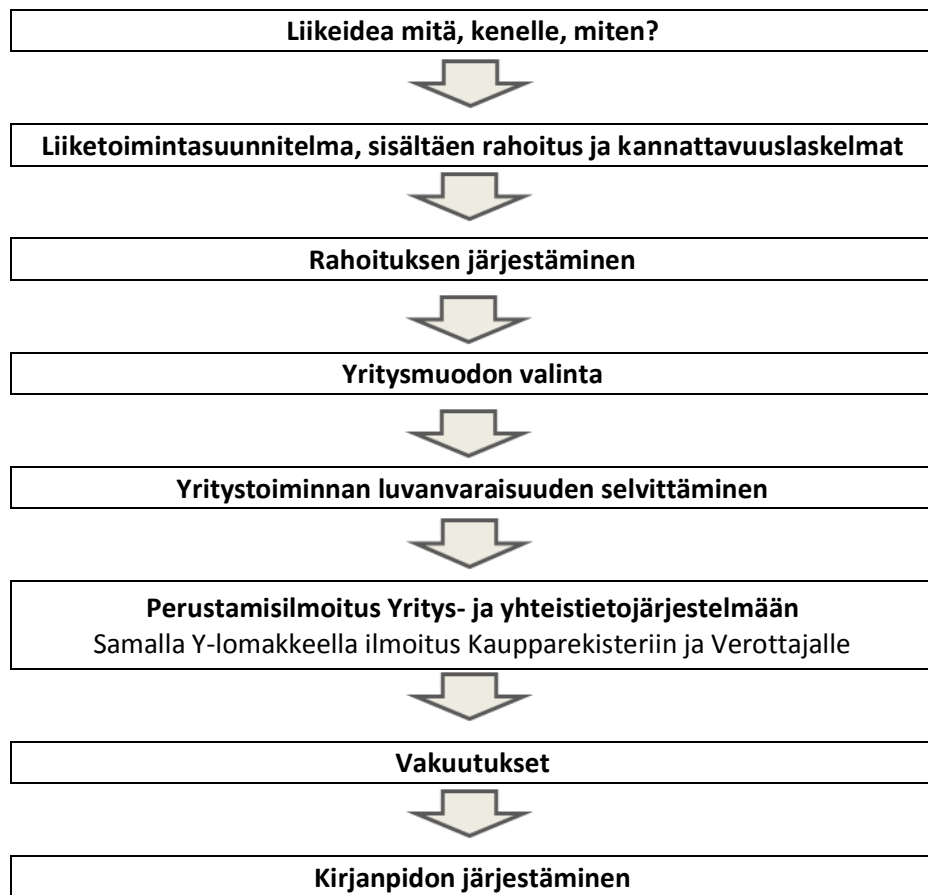 Liikeidea mitä, kenelle, miten?
Liiketoimintasuunnitelma, sisältäen rahoitus ja kannattavuuslaskelmat
Rahoituksen järjestäminen
Yritysmuodon valinta
Yritystoiminnan luvanvaraisuuden selvittäminen
Perustamisilmoitus Yritys- ja yhteistietojärjestelmään
Samalla Y-lomakkeella ilmoitus Kaupparekisteriin ja Verottajalle
Vakuutukset
Kirjanpidon järjestäminen